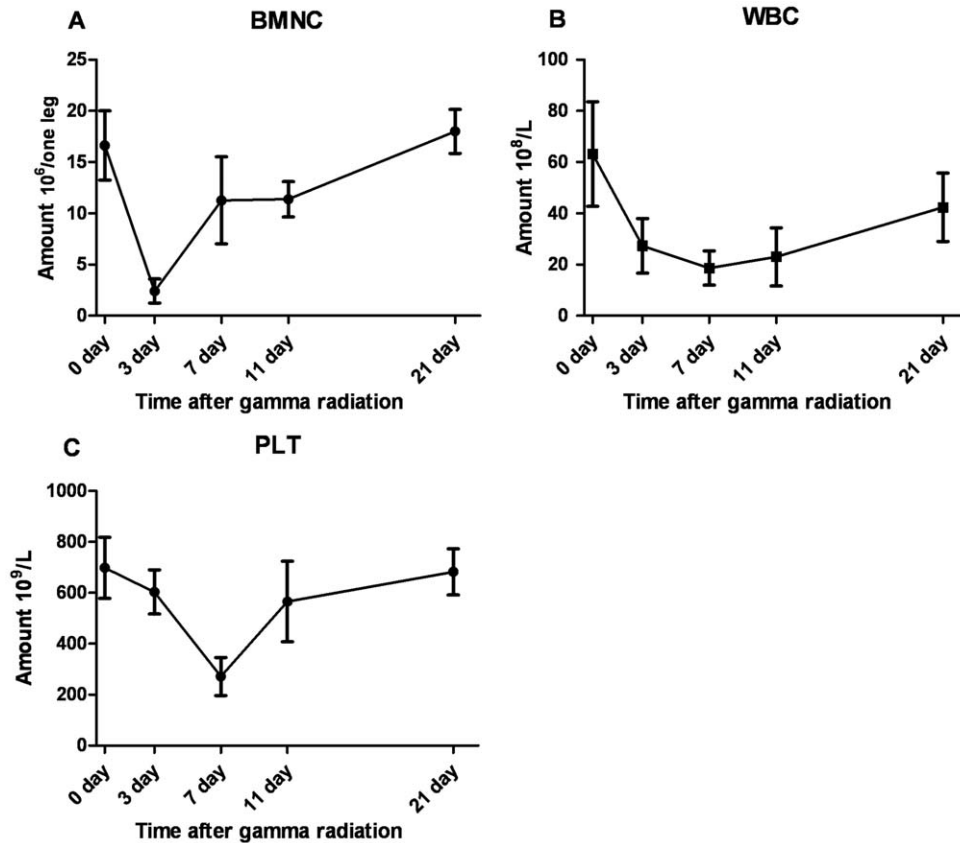 A
BMNC
Amount 10⁶/one leg
25
20
15
10
5
0
0 day
3 day
7 day
11 day
21 day
Time after gamma radiation
B
WBC
Amount 10⁸/L
100
80
60
40
20
0
0 day
3 day
7 day
11 day
21 day
Time after gamma radiation
C
PLT
Amount 10⁹/L
1000
800
600
400
200
0
0 day
3 day
7 day
11 day
21 day
Time after gamma radiation